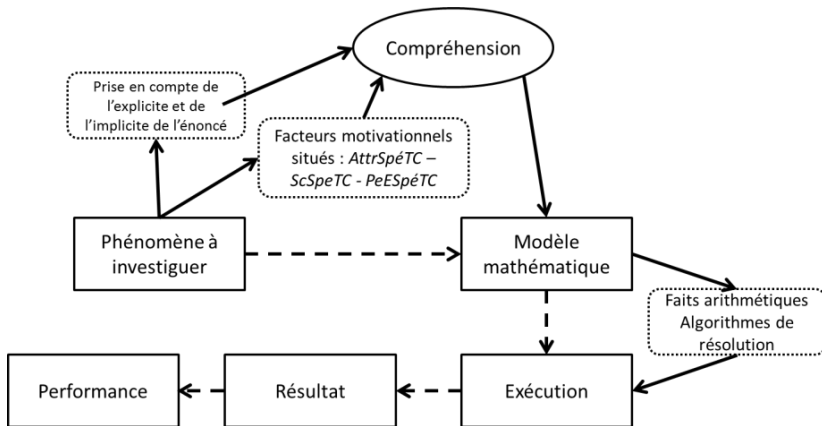 Compréhension
Prise en compte de
l'explicite et de
l'implicite de l'énoncé
Facteurs motivationnels
situés : AttrSpéTC –
ScSpeTC - PeESpéTC
Phénomène à
investiguer
Modèle
mathématique
Faits arithmétiques
Algorithmes de
résolution
Performance
Résultat
Exécution